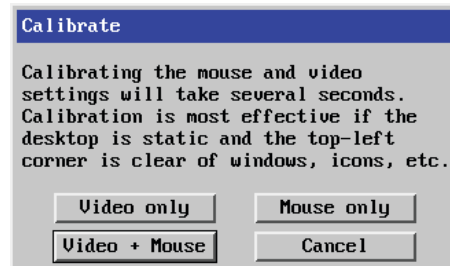 Calibrate
Calibrating the mouse and video
settings will take several seconds.
Calibration is most effective if the
desktop is static and the top-left
corner is clear of windows, icons, etc.
Video only
Mouse only
Video + Mouse
Cancel